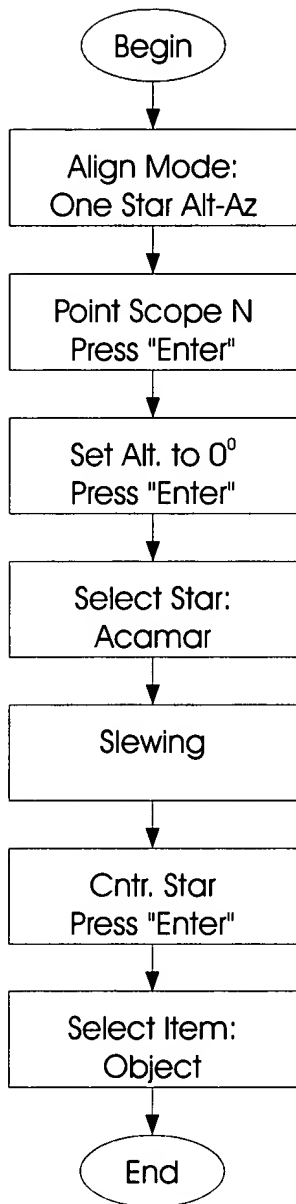 Begin
Align Mode:
One Star Alt-Az
Point Scope N
Press "Enter"
Set Alt. to 0⁰
Press "Enter"
Select Star:
Acamar
Slewing
Cntr. Star
Press "Enter"
Select Item:
Object
End